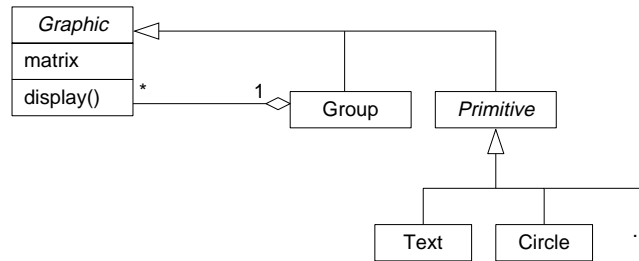 Graphic
matrix
display()
* 1
Group
Primitive
Text
Circle
.